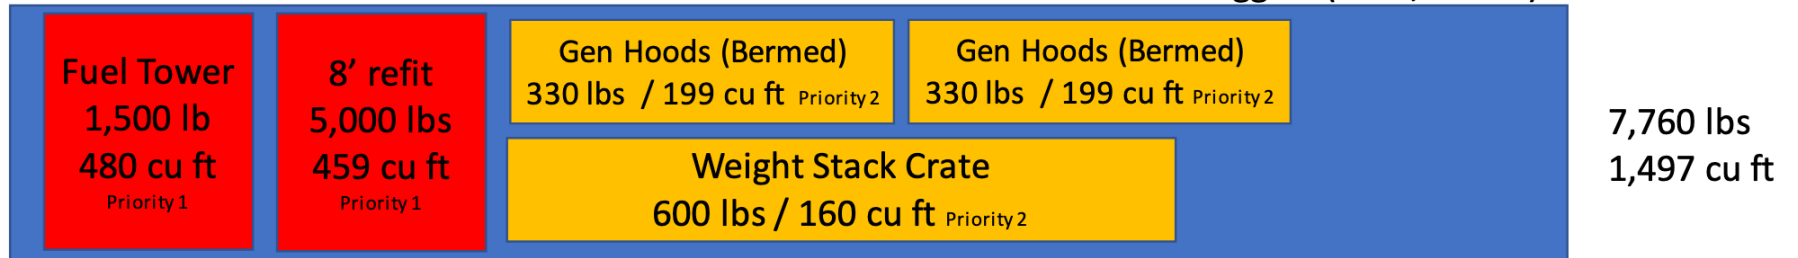 Fuel Tower
1,500 lb
480 cu ft
Priority 1
8’ refit
5,000 lbs
459 cu ft
Priority 1
Gen Hoods (Bermed)
330 lbs / 199 cu ft Priority 2
Gen Hoods (Bermed)
330 lbs / 199 cu ft Priority 2
Weight Stack Crate
600 lbs / 160 cu ft Priority 2
7,760 lbs
1,497 cu ft